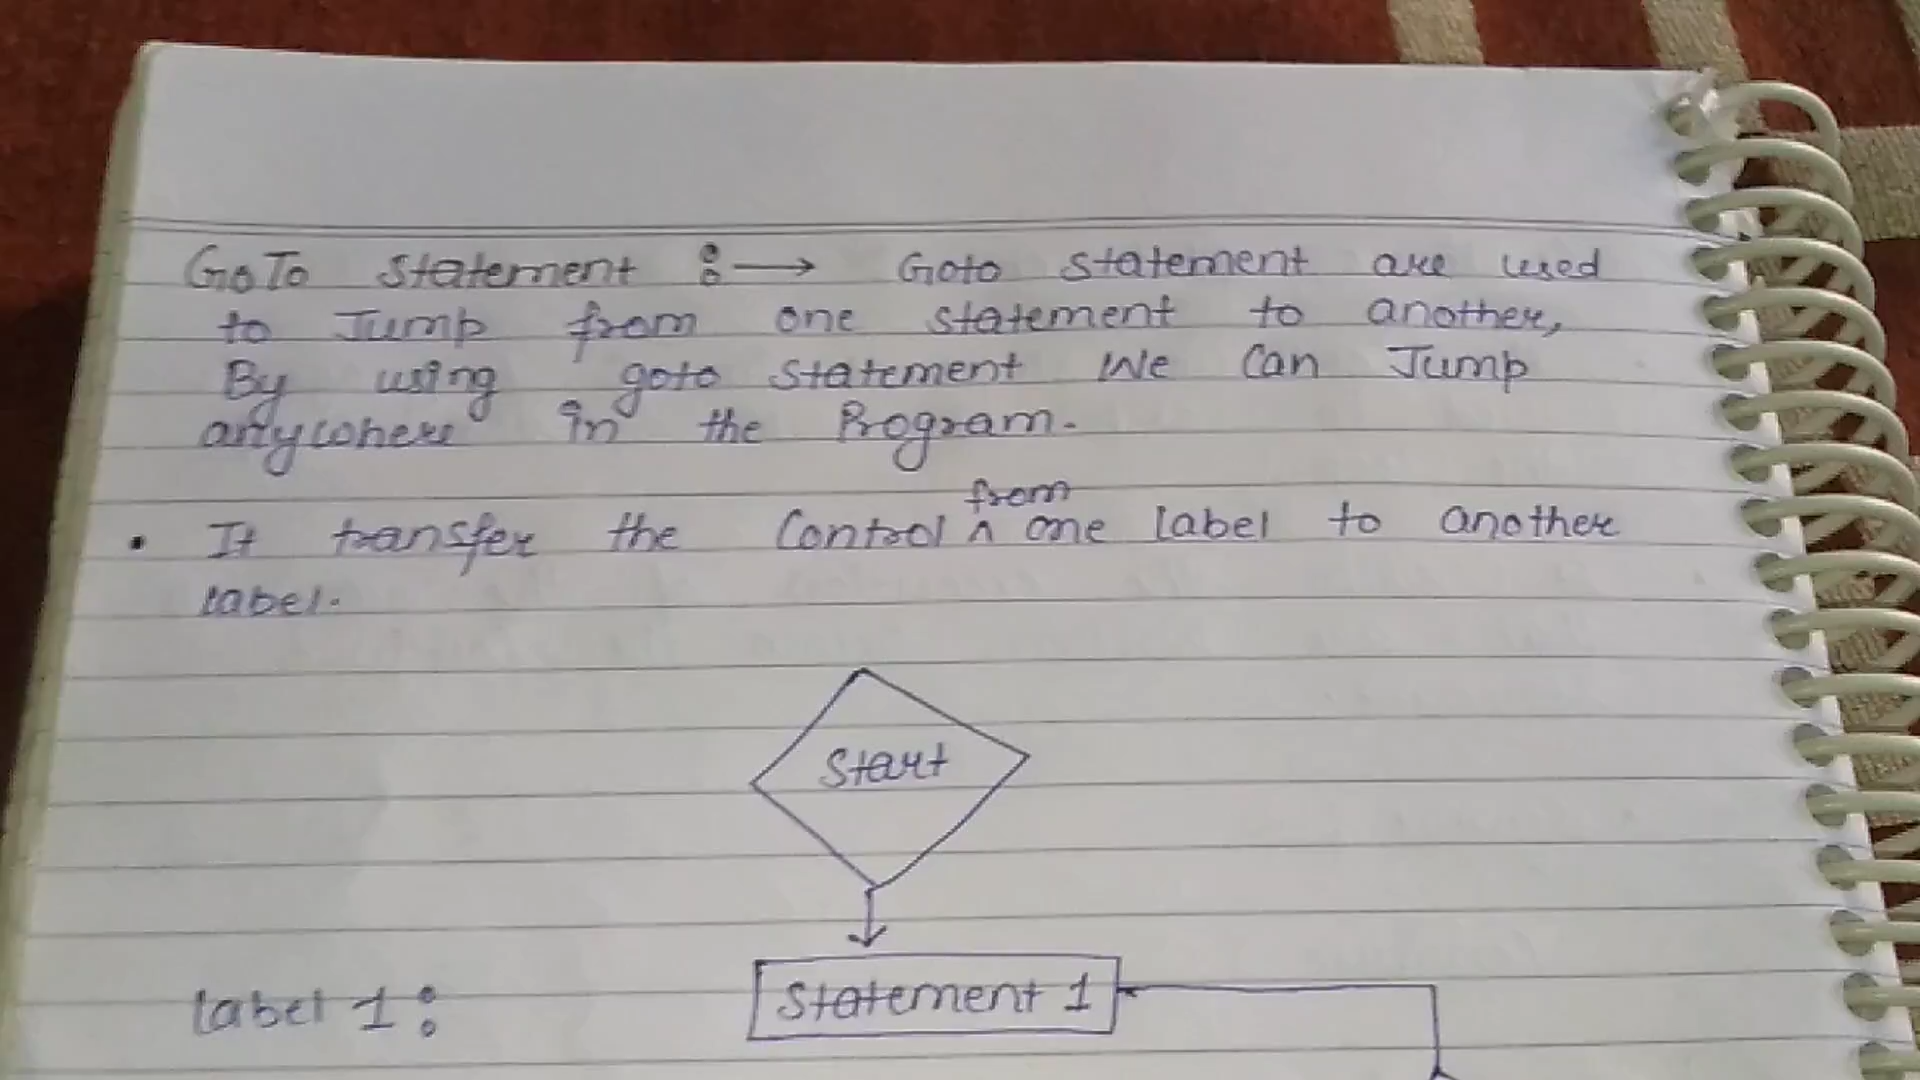 GoTo Statement :→ Goto statement are used
to Jump from one statement to another,
By using goto statement We Can Jump
anywhere in the Program.
• It transfer the Control ^ from one label to another
label.
Start
label 1 : Statement 1